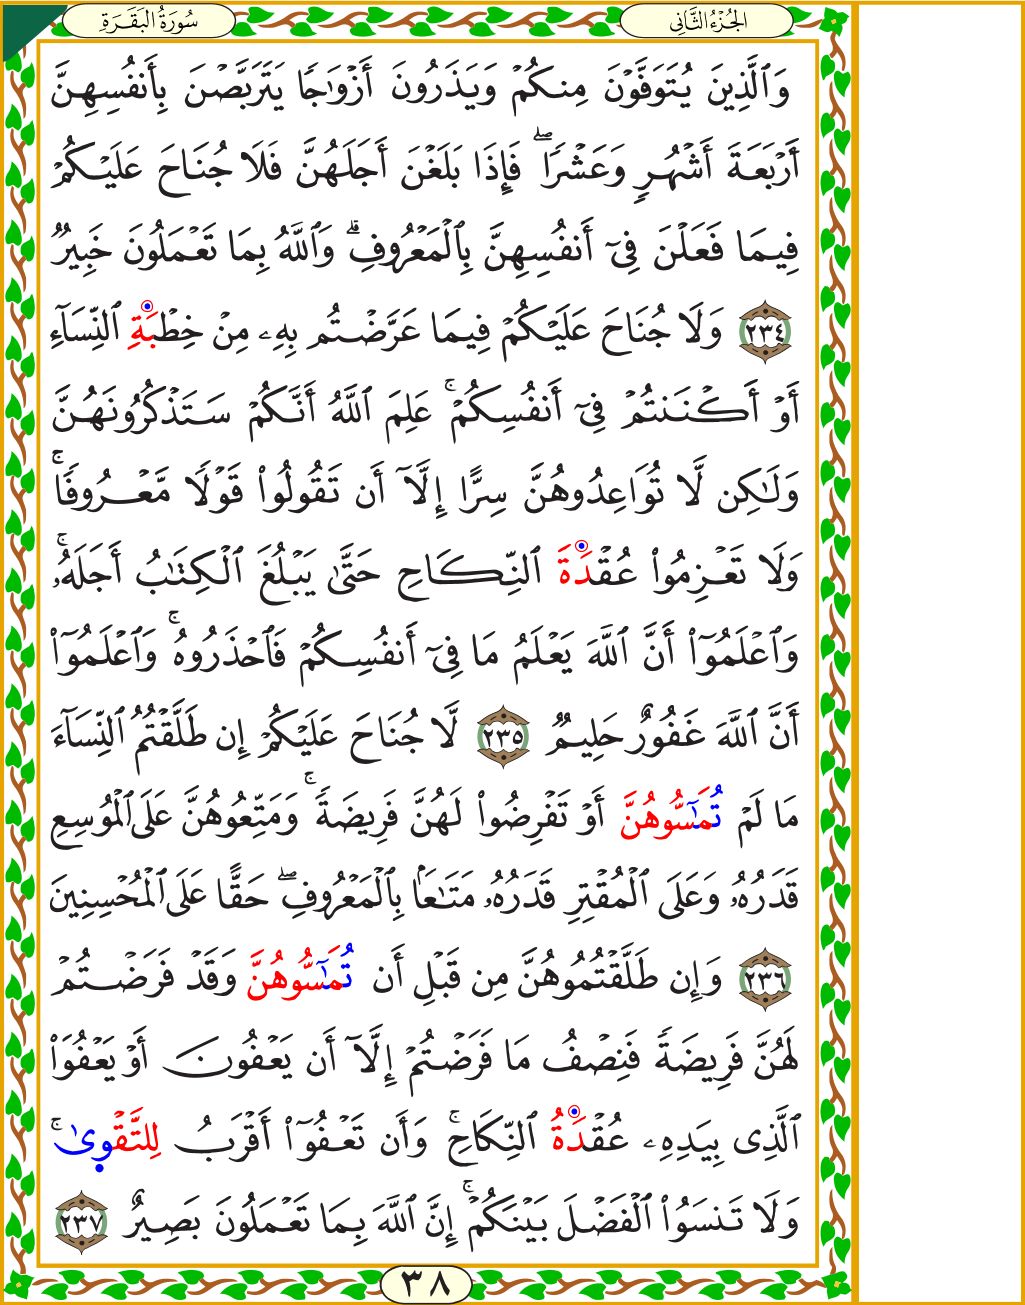 سُورَةُ البَقَرَةِ
الجُزْءُ الثَّانِي
وَٱلَّذِينَ يُتَوَفَّوْنَ مِنكُمْ وَيَذَرُونَ أَزْوَٰجًا يَتَرَبَّصْنَ بِأَنفُسِهِنَّ
أَرْبَعَةَ أَشْهُرٍ وَعَشْرًا ۖ فَإِذَا بَلَغْنَ أَجَلَهُنَّ فَلَا جُنَاحَ عَلَيْكُمْ
فِيمَا فَعَلْنَ فِىٓ أَنفُسِهِنَّ بِٱلْمَعْرُوفِ ۗ وَٱللَّهُ بِمَا تَعْمَلُونَ خَبِيرٌ
٢٣٤ وَلَا جُنَاحَ عَلَيْكُمْ فِيمَا عَرَّضْتُم بِهِۦ مِنْ خِطْبَةِ ٱلنِّسَآءِ
أَوْ أَكْنَنتُمْ فِىٓ أَنفُسِكُمْ ۚ عَلِمَ ٱللَّهُ أَنَّكُمْ سَتَذْكُرُونَهُنَّ
وَلَٰكِن لَّا تُوَاعِدُوهُنَّ سِرًّا إِلَّآ أَن تَقُولُوا۟ قَوْلًا مَّعْرُوفًا ۚ
وَلَا تَعْزِمُوا۟ عُقْدَةَ ٱلنِّكَاحِ حَتَّىٰ يَبْلُغَ ٱلْكِتَٰبُ أَجَلَهُۥ ۚ
وَٱعْلَمُوٓا۟ أَنَّ ٱللَّهَ يَعْلَمُ مَا فِىٓ أَنفُسِكُمْ فَٱحْذَرُوهُ ۚ وَٱعْلَمُوٓا۟
أَنَّ ٱللَّهَ غَفُورٌ حَلِيمٌ ٢٣٥ لَّا جُنَاحَ عَلَيْكُمْ إِن طَلَّقْتُمُ ٱلنِّسَآءَ
مَا لَمْ تُمَٰٓسُّوهُنَّ أَوْ تَفْرِضُوا۟ لَهُنَّ فَرِيضَةً ۚ وَمَتِّعُوهُنَّ عَلَى ٱلْمُوسِعِ
قَدَرُهُۥ وَعَلَى ٱلْمُقْتِرِ قَدَرُهُۥ مَتَٰعًا بِٱلْمَعْرُوفِ ۖ حَقًّا عَلَى ٱلْمُحْسِنِينَ
٢٣٦ وَإِن طَلَّقْتُمُوهُنَّ مِن قَبْلِ أَن تُمَٰٓسُّوهُنَّ وَقَدْ فَرَضْتُمْ
لَهُنَّ فَرِيضَةً فَنِصْفُ مَا فَرَضْتُمْ إِلَّآ أَن يَعْفُونَ أَوْ يَعْفُوَا۟
ٱلَّذِى بِيَدِهِۦ عُقْدَةُ ٱلنِّكَاحِ ۚ وَأَن تَعْفُوٓا۟ أَقْرَبُ لِلتَّقْوِىٰ ۚ
وَلَا تَنسَوُا۟ ٱلْفَضْلَ بَيْنَكُمْ ۚ إِنَّ ٱللَّهَ بِمَا تَعْمَلُونَ بَصِيرٌ ٢٣٧
٣٨